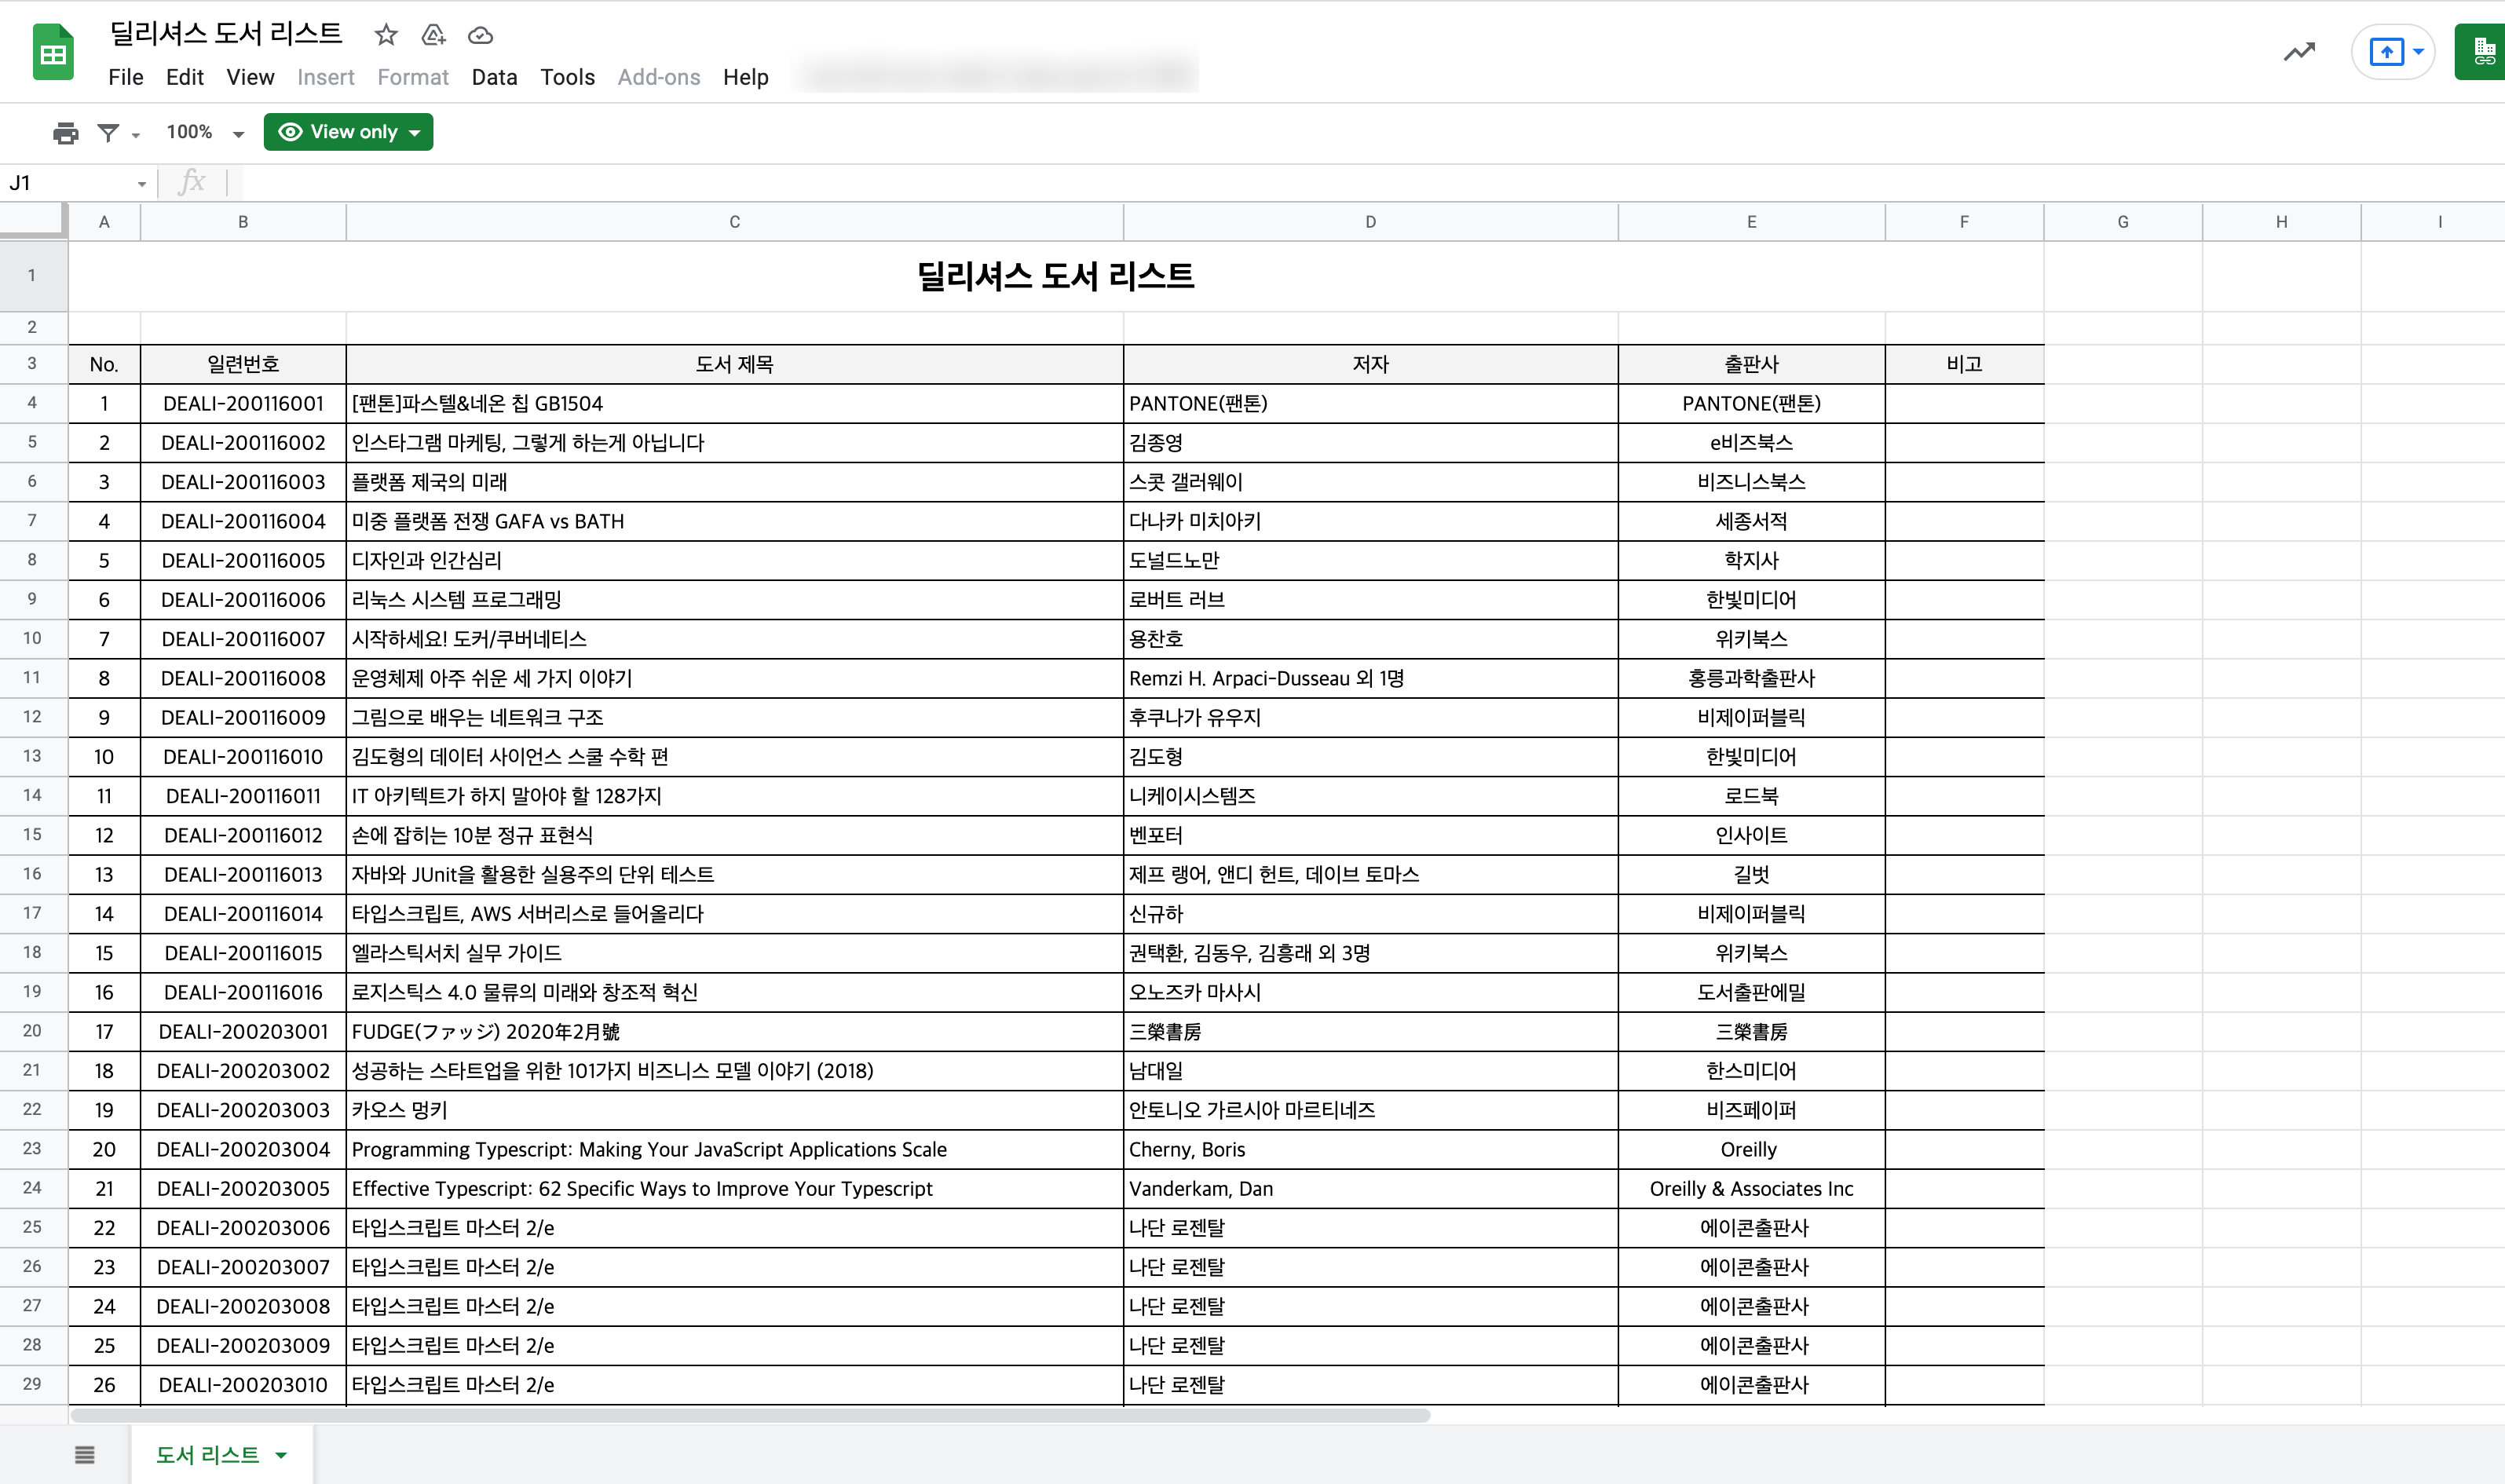 딜리셔스 도서 리스트
File Edit View Insert Format Data Tools Add-ons Help
100% View only
J1 fx
A B C D E F G H I
1 딜리셔스 도서 리스트
2
3 No. 일련번호 도서 제목 저자 출판사 비고
4 1 DEALI-200116001 [팬톤]파스텔&네온 칩 GB1504 PANTONE(팬톤) PANTONE(팬톤)
5 2 DEALI-200116002 인스타그램 마케팅, 그렇게 하는게 아닙니다 김종영 e비즈북스
6 3 DEALI-200116003 플랫폼 제국의 미래 스콧 갤러웨이 비즈니스북스
7 4 DEALI-200116004 미중 플랫폼 전쟁 GAFA vs BATH 다나카 미치아키 세종서적
8 5 DEALI-200116005 디자인과 인간심리 도널드노만 학지사
9 6 DEALI-200116006 리눅스 시스템 프로그래밍 로버트 러브 한빛미디어
10 7 DEALI-200116007 시작하세요! 도커/쿠버네티스 용찬호 위키북스
11 8 DEALI-200116008 운영체제 아주 쉬운 세 가지 이야기 Remzi H. Arpaci-Dusseau 외 1명 홍릉과학출판사
12 9 DEALI-200116009 그림으로 배우는 네트워크 구조 후쿠나가 유우지 비제이퍼블릭
13 10 DEALI-200116010 김도형의 데이터 사이언스 스쿨 수학 편 김도형 한빛미디어
14 11 DEALI-200116011 IT 아키텍트가 하지 말아야 할 128가지 니케이시스템즈 로드북
15 12 DEALI-200116012 손에 잡히는 10분 정규 표현식 벤포터 인사이트
16 13 DEALI-200116013 자바와 JUnit을 활용한 실용주의 단위 테스트 제프 랭어, 앤디 헌트, 데이브 토마스 길벗
17 14 DEALI-200116014 타입스크립트, AWS 서버리스로 들어올리다 신규하 비제이퍼블릭
18 15 DEALI-200116015 엘라스틱서치 실무 가이드 권택환, 김동우, 김흥래 외 3명 위키북스
19 16 DEALI-200116016 로지스틱스 4.0 물류의 미래와 창조적 혁신 오노즈카 마사시 도서출판에밀
20 17 DEALI-200203001 FUDGE(ファッジ) 2020年2月號 三榮書房 三榮書房
21 18 DEALI-200203002 성공하는 스타트업을 위한 101가지 비즈니스 모델 이야기 (2018) 남대일 한스미디어
22 19 DEALI-200203003 카오스 멍키 안토니오 가르시아 마르티네즈 비즈페이퍼
23 20 DEALI-200203004 Programming Typescript: Making Your JavaScript Applications Scale Cherny, Boris Oreilly
24 21 DEALI-200203005 Effective Typescript: 62 Specific Ways to Improve Your Typescript Vanderkam, Dan Oreilly & Associates Inc
25 22 DEALI-200203006 타입스크립트 마스터 2/e 나단 로젠탈 에이콘출판사
26 23 DEALI-200203007 타입스크립트 마스터 2/e 나단 로젠탈 에이콘출판사
27 24 DEALI-200203008 타입스크립트 마스터 2/e 나단 로젠탈 에이콘출판사
28 25 DEALI-200203009 타입스크립트 마스터 2/e 나단 로젠탈 에이콘출판사
29 26 DEALI-200203010 타입스크립트 마스터 2/e 나단 로젠탈 에이콘출판사
도서 리스트